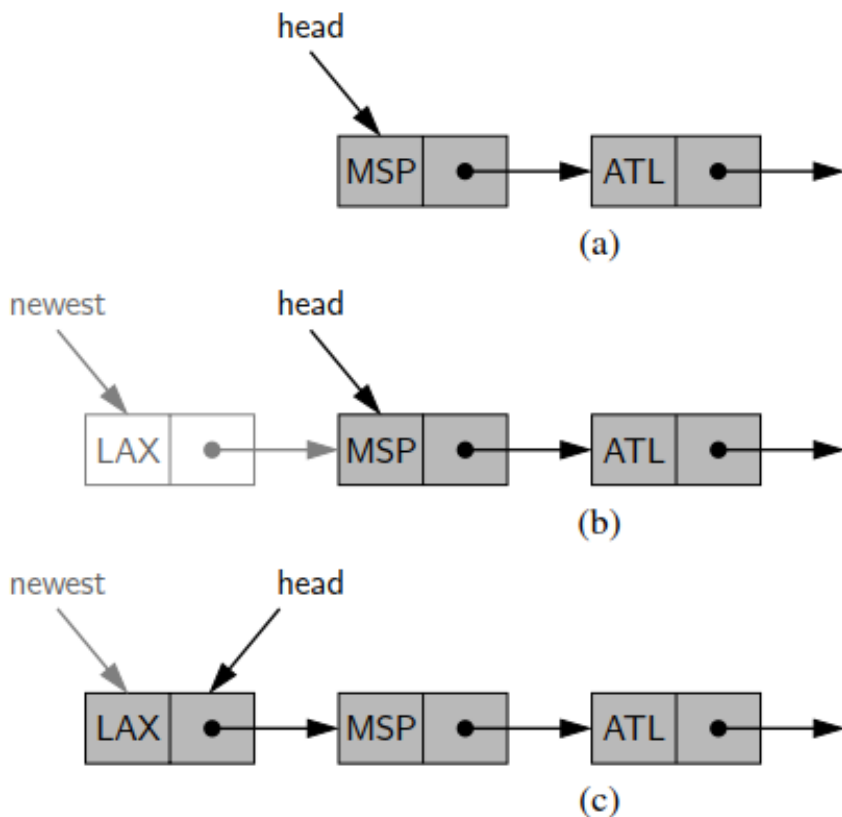 head
MSP ATL
(a)
newest head
LAX MSP ATL
(b)
newest head
LAX MSP ATL
(c)